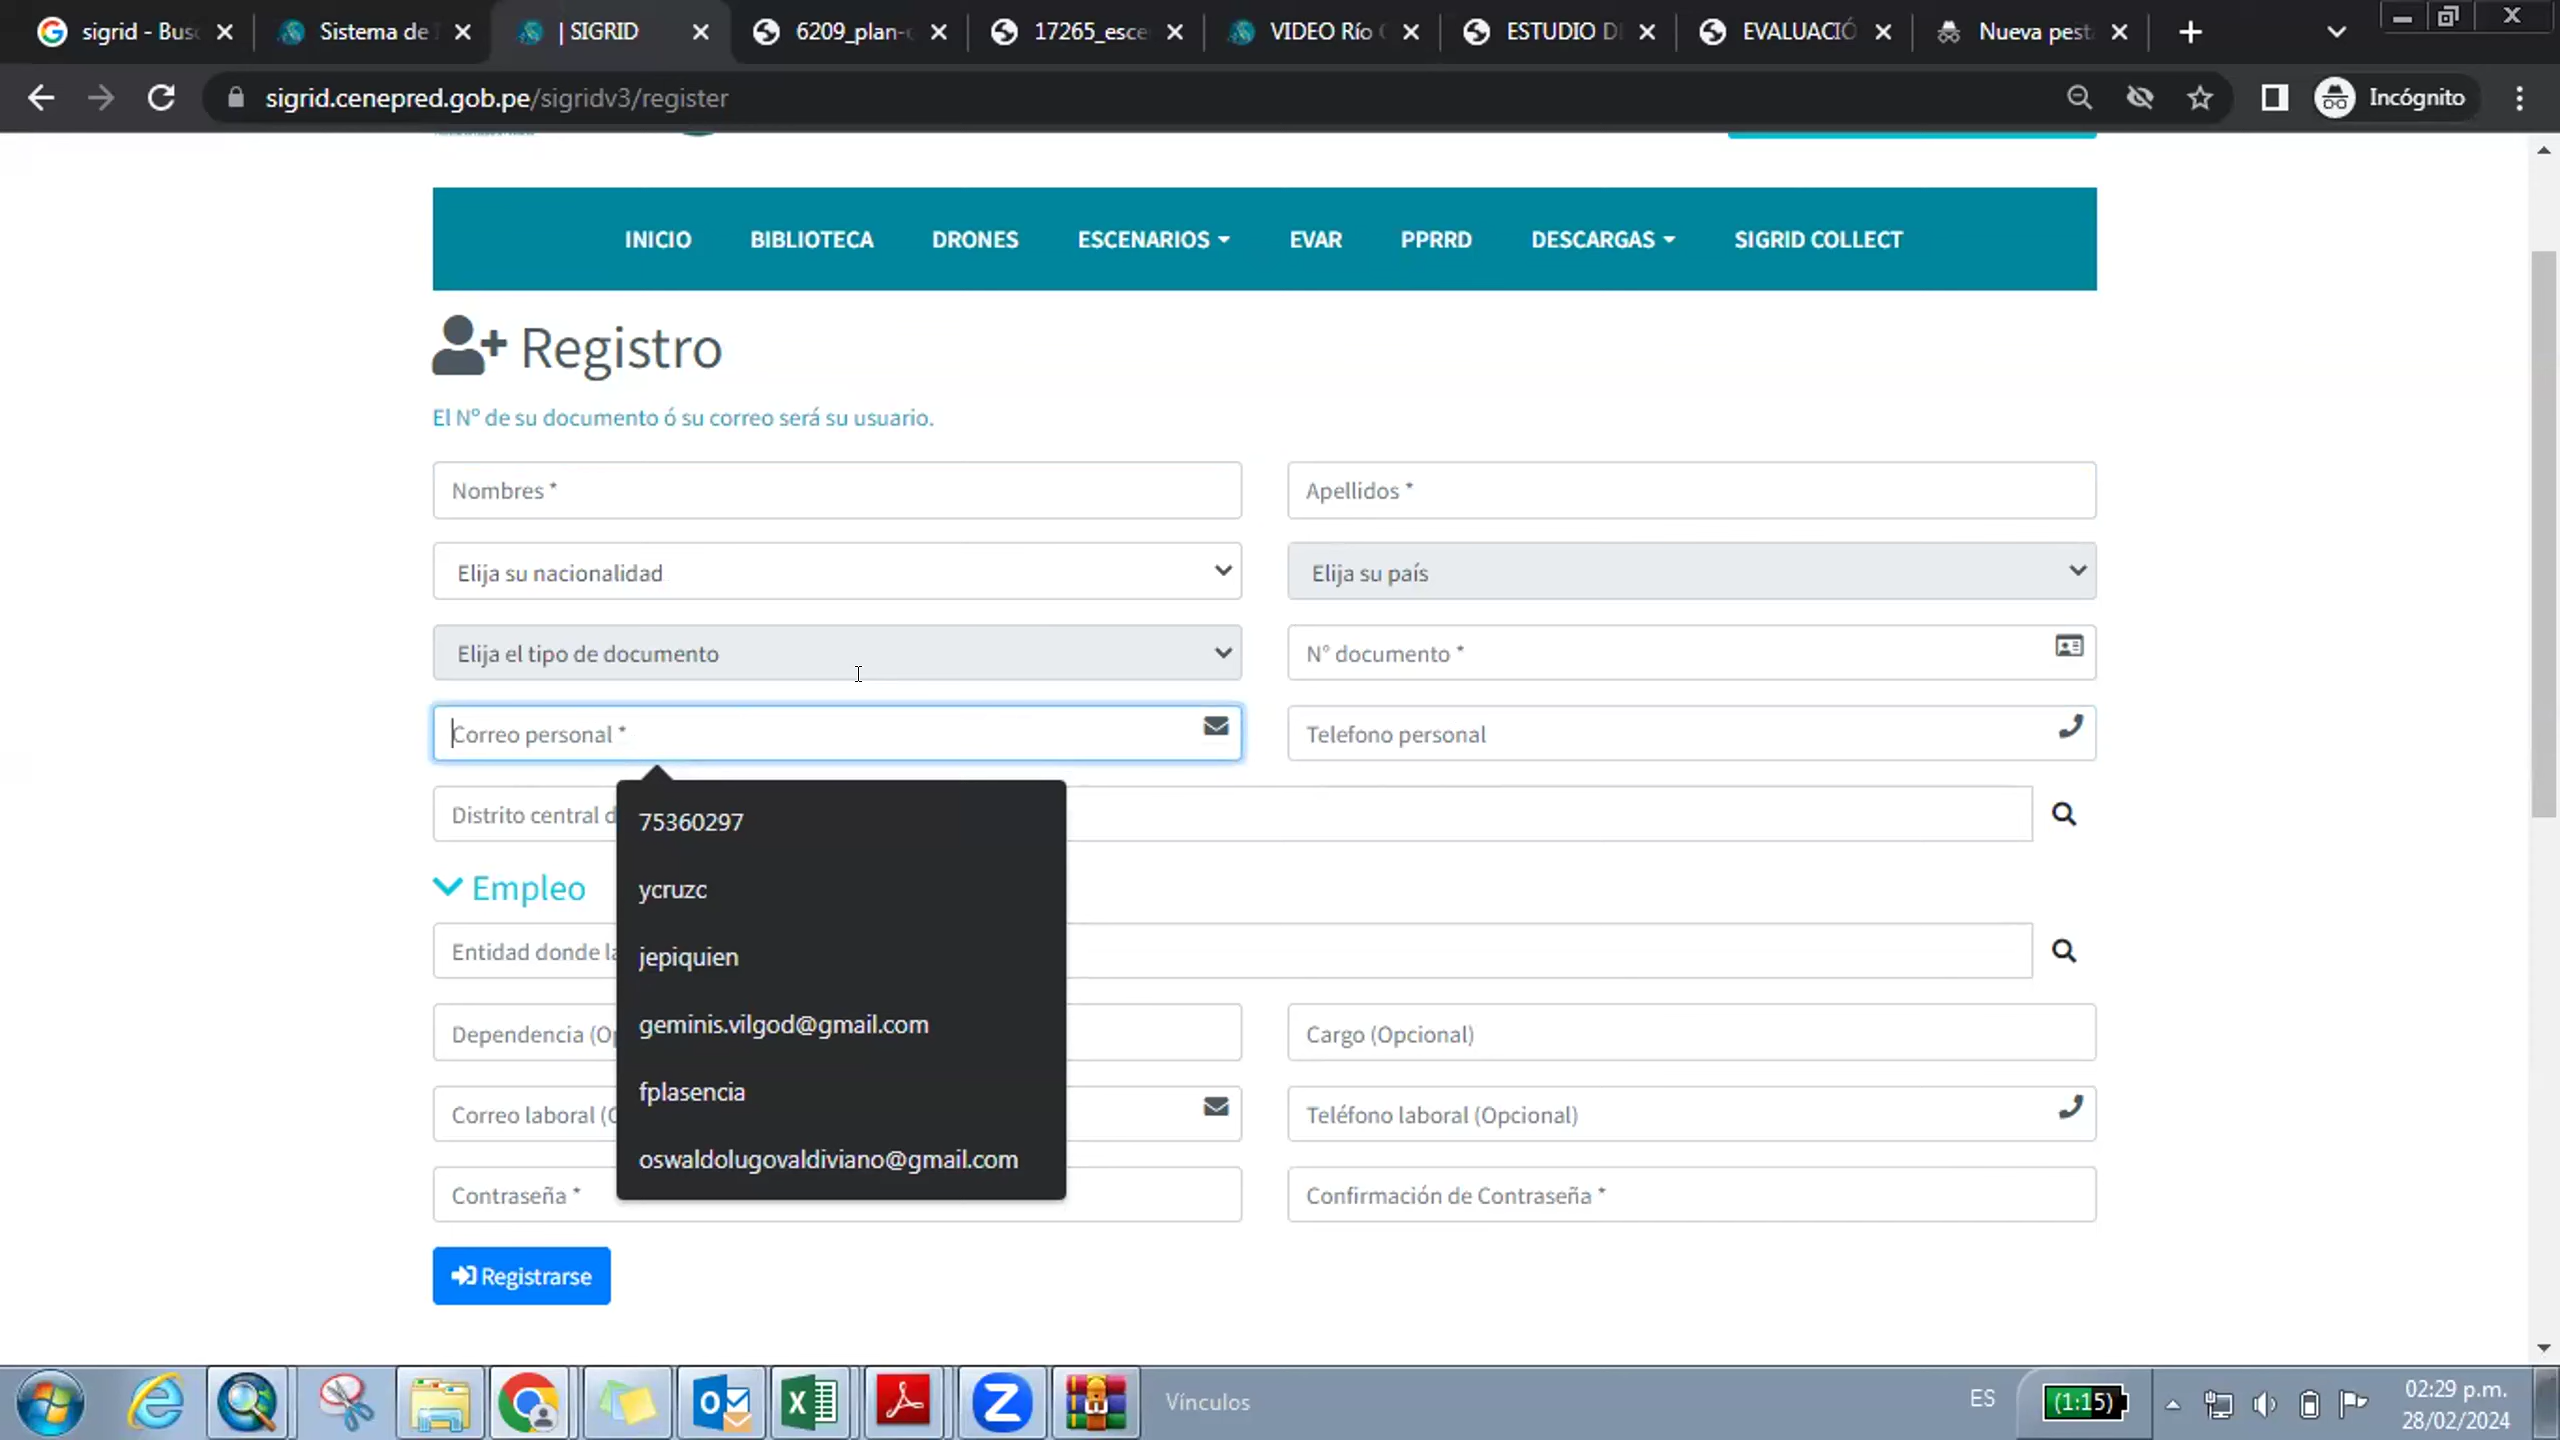 sigrid - Bus
Sistema de I
| SIGRID
6209_plan-
17265_esce
VIDEO Río
ESTUDIO D
EVALUACIÓ
Nueva pest
sigrid.cenepred.gob.pe/sigridv3/register
Incógnito
INICIO
BIBLIOTECA
DRONES
ESCENARIOS
EVAR
PPRRD
DESCARGAS
SIGRID COLLECT
Registro
El N° de su documento ó su correo será su usuario.
Nombres *
Apellidos *
Elija su nacionalidad
Elija su país
Elija el tipo de documento
N° documento *
Correo personal *
Telefono personal
Distrito central d
75360297
ycruzc
jepiquien
geminis.vilgod@gmail.com
fplasencia
oswaldolugovaldiviano@gmail.com
Empleo
Entidad donde la
Dependencia (Op
Cargo (Opcional)
Correo laboral (O
Teléfono laboral (Opcional)
Contraseña *
Confirmación de Contraseña *
Registrarse
Vínculos
ES
(1:15)
02:29 p.m.
28/02/2024